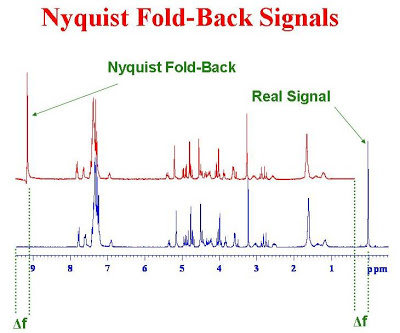 Nyquist Fold-Back Signals
Nyquist Fold-Back
Real Signal
9 8 7 6 5 4 3 2 1 ppm
Δf Δf